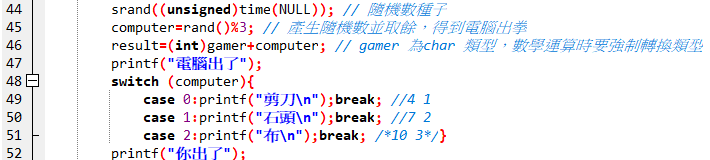 44 srand((unsigned)time(NULL)); // 隨機數種子
45 computer=rand()%3; // 產生隨機數並取餘，得到電腦出拳
46 result=(int)gamer+computer; // gamer 為char 類型，數學運算時要強制轉換類型
47 printf("電腦出了");
48 switch (computer){
49 case 0:printf("剪刀\n");break; //4 1
50 case 1:printf("石頭\n");break; //7 2
51 case 2:printf("布\n");break; /*10 3*/}
52 printf("你出了");